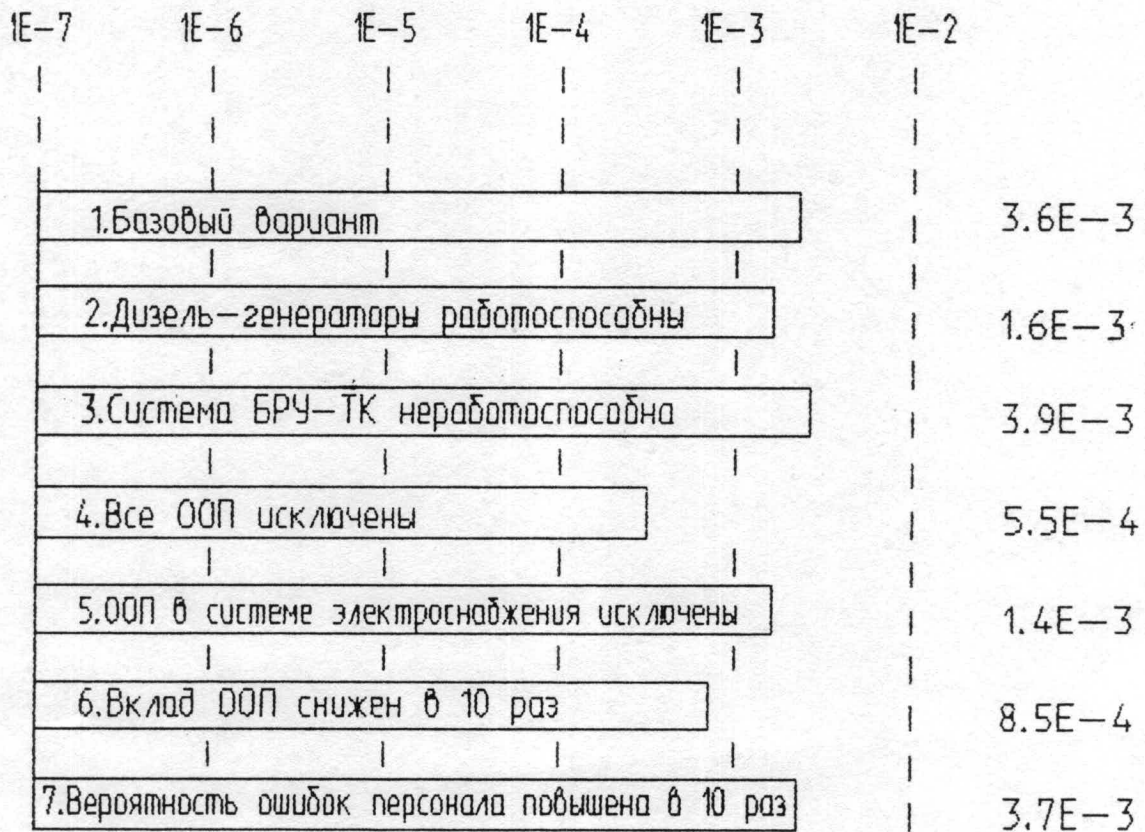 1E-7 1E-6 1E-5 1E-4 1E-3 1E-2
1.Базовый вариант 3.6E-3
2.Дизель-генераторы работоспособны 1.6E-3
3.Система БРУ-ТК неработоспособна 3.9E-3
4.Все ООП исключены 5.5E-4
5.ООП в системе электроснабжения исключены 1.4E-3
6.Вклад ООП снижен в 10 раз 8.5E-4
7.Вероятность ошибок персонала повышена в 10 раз 3.7E-3